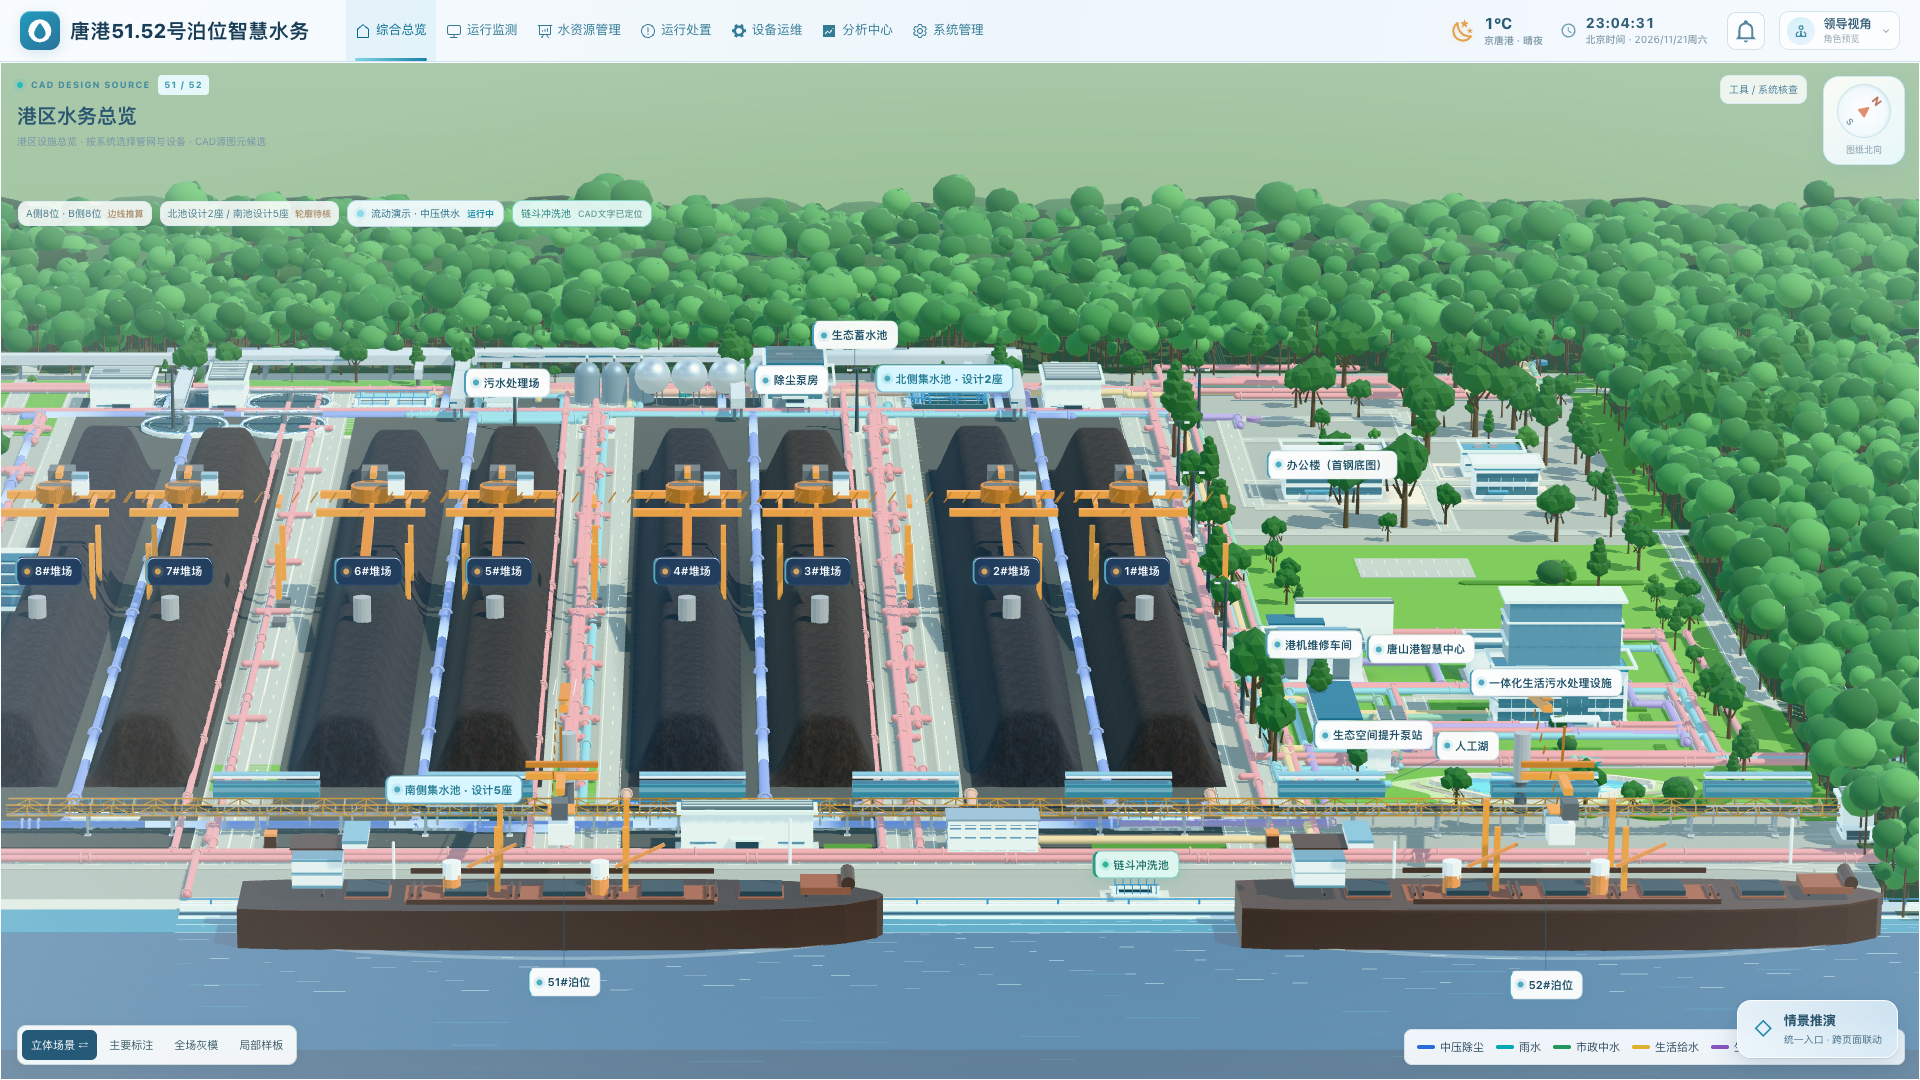 唐港51.52号泊位智慧水务
综合总览
运行监测
水资源管理
运行处置
设备运维
分析中心
系统管理
1°C
京唐港 · 晴夜
23:04:31
北京时间 · 2026/11/21周六
领导视角
角色预览
CAD DESIGN SOURCE
51 / 52
港区水务总览
港区设施总览 · 按系统选择管网与设备 · CAD源图元候选
工具 / 系统核查
N
S
图纸北向
A侧8位 · B侧8位 边线推算
北池设计2座 / 南池设计5座 轮廓待核
流动演示 · 中压供水 运行中
链斗冲洗池 CAD文字已定位
生态蓄水池
污水处理场
除尘泵房
北侧集水池 · 设计2座
办公楼（首钢底图）
8#堆场
7#堆场
6#堆场
5#堆场
4#堆场
3#堆场
2#堆场
1#堆场
港机维修车间
唐山港智慧中心
一体化生活污水处理设施
生态空间提升泵站
人工湖
南侧集水池 · 设计5座
链斗冲洗池
51#泊位
52#泊位
情景推演
统一入口 · 跨页面联动
立体场景 ⇌
主要标注
全场灰模
局部样板
中压除尘
雨水
市政中水
生活给水